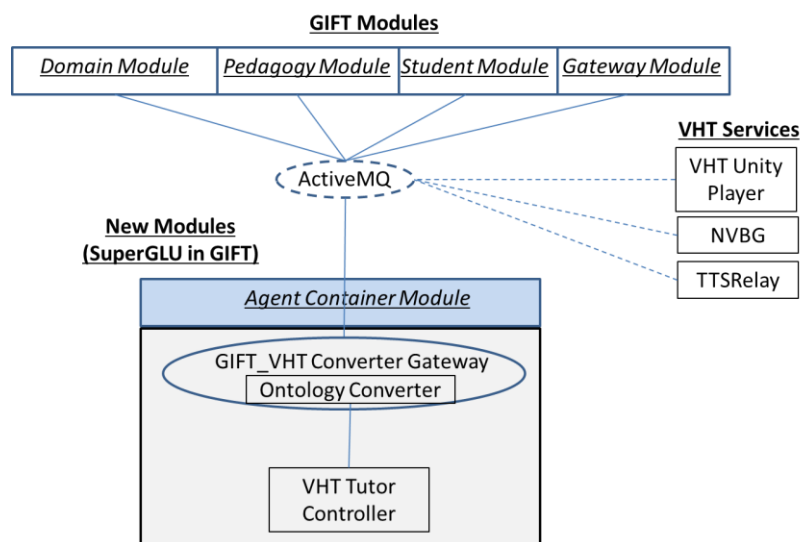 GIFT Modules
Domain Module
Pedagogy Module
Student Module
Gateway Module
VHT Services
VHT Unity
Player
ActiveMQ
NVBG
New Modules
(SuperGLU in GIFT)
TTSRelay
Agent Container Module
GIFT_VHT Converter Gateway
Ontology Converter
VHT Tutor
Controller